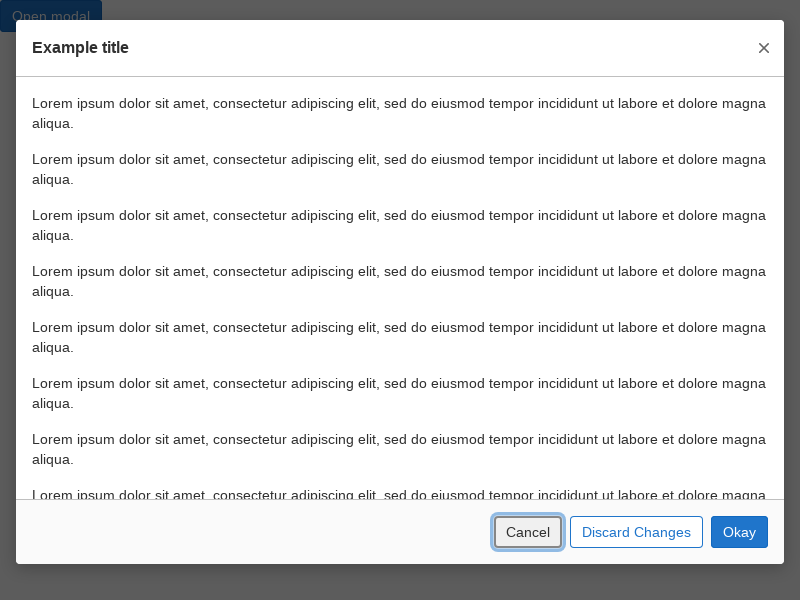 Open modal
Example title
×
Lorem ipsum dolor sit amet, consectetur adipiscing elit, sed do eiusmod tempor incididunt ut labore et dolore magna
aliqua.
Lorem ipsum dolor sit amet, consectetur adipiscing elit, sed do eiusmod tempor incididunt ut labore et dolore magna
aliqua.
Lorem ipsum dolor sit amet, consectetur adipiscing elit, sed do eiusmod tempor incididunt ut labore et dolore magna
aliqua.
Lorem ipsum dolor sit amet, consectetur adipiscing elit, sed do eiusmod tempor incididunt ut labore et dolore magna
aliqua.
Lorem ipsum dolor sit amet, consectetur adipiscing elit, sed do eiusmod tempor incididunt ut labore et dolore magna
aliqua.
Lorem ipsum dolor sit amet, consectetur adipiscing elit, sed do eiusmod tempor incididunt ut labore et dolore magna
aliqua.
Lorem ipsum dolor sit amet, consectetur adipiscing elit, sed do eiusmod tempor incididunt ut labore et dolore magna
aliqua.
Lorem ipsum dolor sit amet, consectetur adipiscing elit, sed do eiusmod tempor incididunt ut labore et dolore magna
Cancel
Discard Changes
Okay